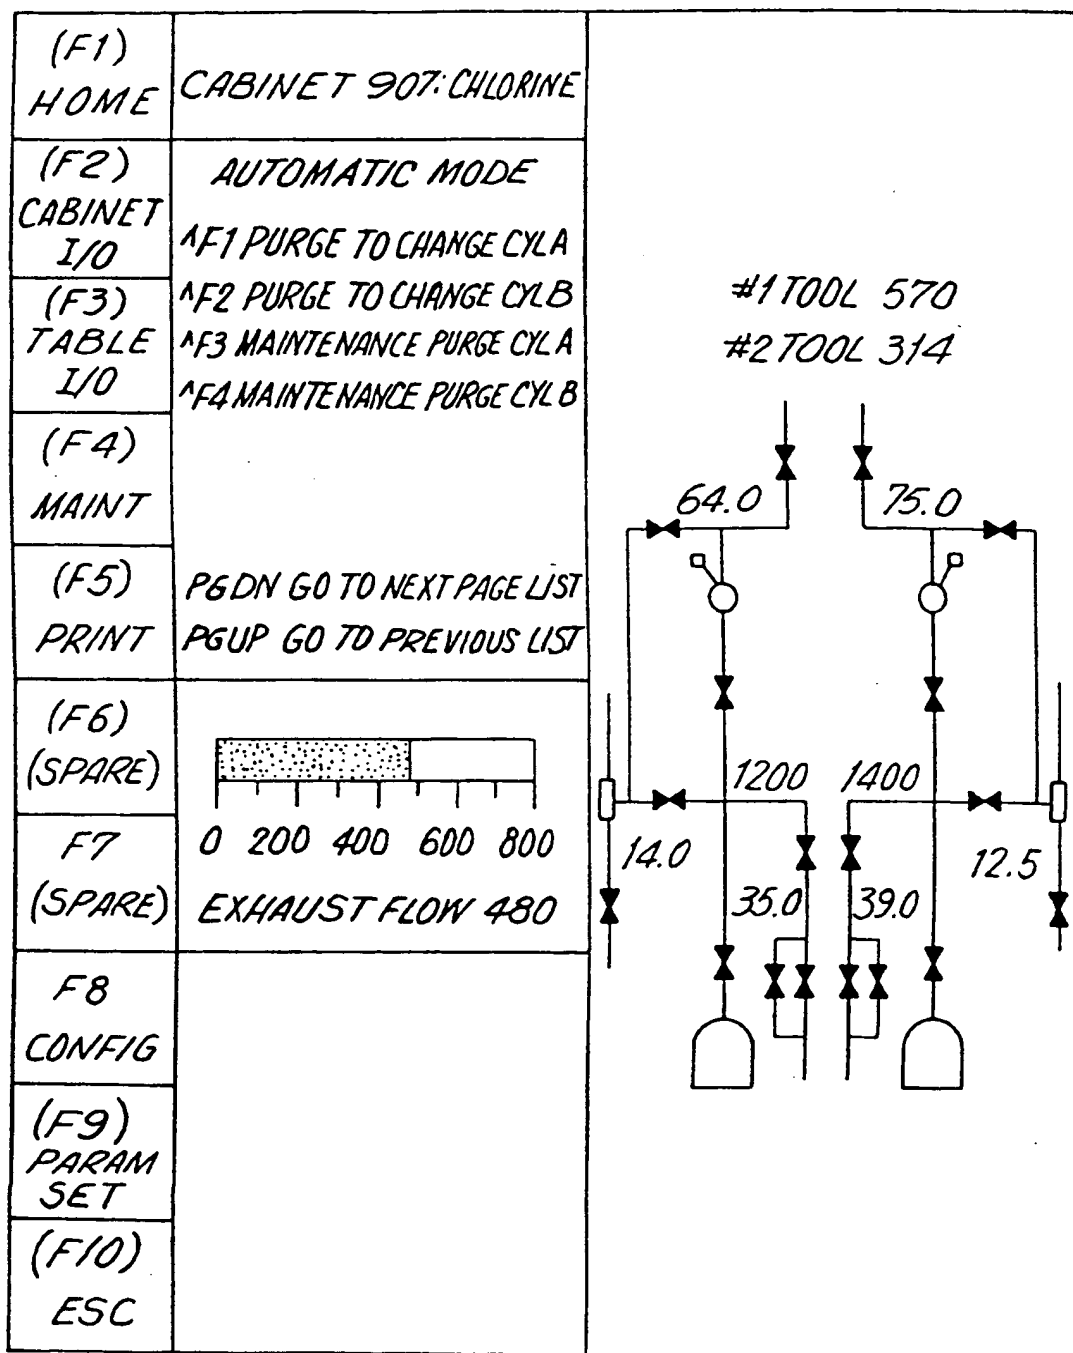 (F1)
HOME
CABINET 907: CHLORINE
(F2)
CABINET
I/O
(F3)
TABLE
I/O
(F4)
MAINT
(F5)
PRINT
(F6)
(SPARE)
F7
(SPARE)
F8
CONFIG
(F9)
PARAM
SET
(F10)
ESC
AUTOMATIC MODE
^F1 PURGE TO CHANGE CYL A
^F2 PURGE TO CHANGE CYL B
^F3 MAINTENANCE PURGE CYL A
^F4 MAINTENANCE PURGE CYL B
PGDN GO TO NEXT PAGE LIST
PGUP GO TO PREVIOUS LIST
0 200 400 600 800
EXHAUST FLOW 480
#1 TOOL 570
#2 TOOL 314
64.0 75.0
1200 1400
14.0 12.5
35.0 39.0